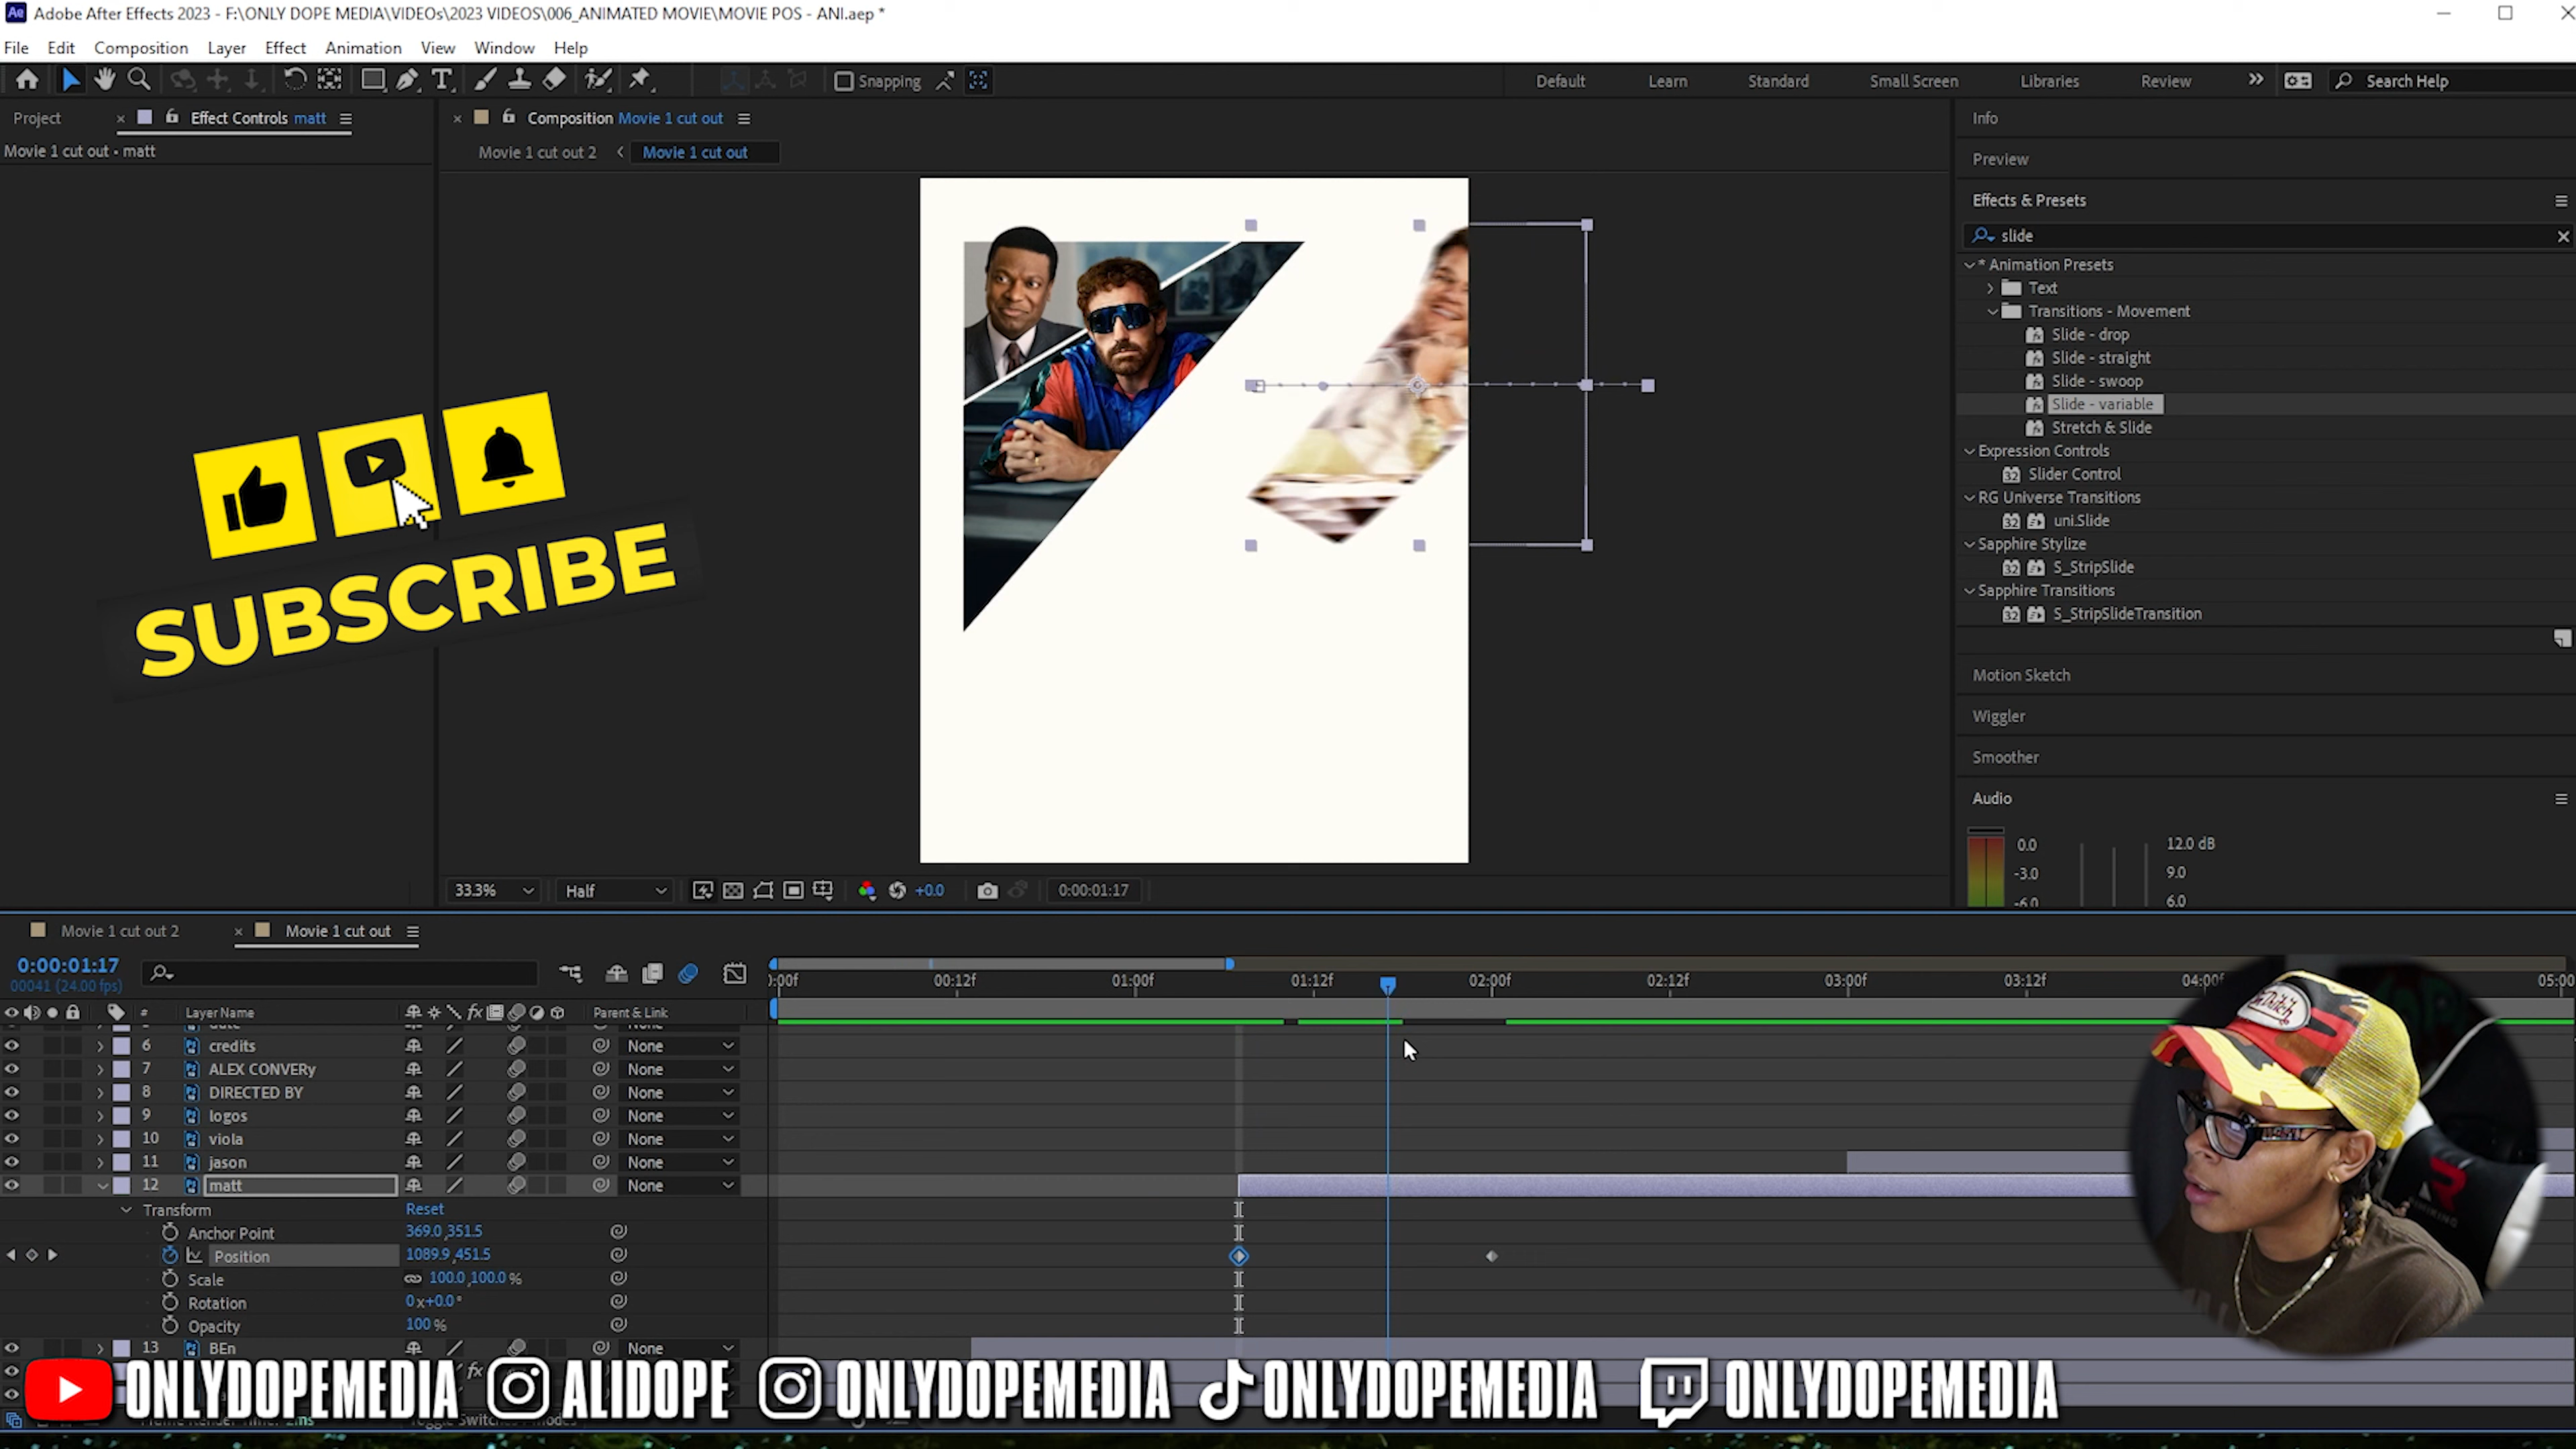 Ae Adobe After Effects 2023 - F:\ONLY DOPE MEDIA\VIDEOs\2023 VIDEOS\006_ANIMATED MOVIE\MOVIE POS - ANI.aep *
File Edit Composition Layer Effect Animation View Window Help
Snapping
Default Learn Standard Small Screen Libraries Review Search Help
Project Effect Controls matt
Movie 1 cut out • matt
Composition Movie 1 cut out
Movie 1 cut out 2 Movie 1 cut out
Info
Preview
Effects & Presets
slide
* Animation Presets
Text
Transitions - Movement
Slide - drop
Slide - straight
Slide - swoop
Slide - variable
Stretch & Slide
Expression Controls
Slider Control
RG Universe Transitions
uni.Slide
Sapphire Stylize
S_StripSlide
Sapphire Transitions
S_StripSlideTransition
Motion Sketch
Wiggler
Smoother
Audio
0.0 12.0 dB
-3.0 9.0
-6.0 6.0
SUBSCRIBE
33.3% Half +0.0 0:00:01:17
Movie 1 cut out 2 Movie 1 cut out
0:00:01:17
00041 (24.00 fps)
):00f 00:12f 01:00f 01:12f 02:00f 02:12f 03:00f 03:12f 04:00f 05:00
# Layer Name Parent & Link
6 credits None
7 ALEX CONVERy None
8 DIRECTED BY None
9 logos None
10 viola None
11 jason None
12 matt None
Transform Reset
Anchor Point 369.0,351.5
Position 1089.9,451.5
Scale 100.0,100.0 %
Rotation 0x+0.0°
Opacity 100 %
13 BEn None
ONLYDOPEMEDIA ALIDOPE ONLYDOPEMEDIA ONLYDOPEMEDIA ONLYDOPEMEDIA